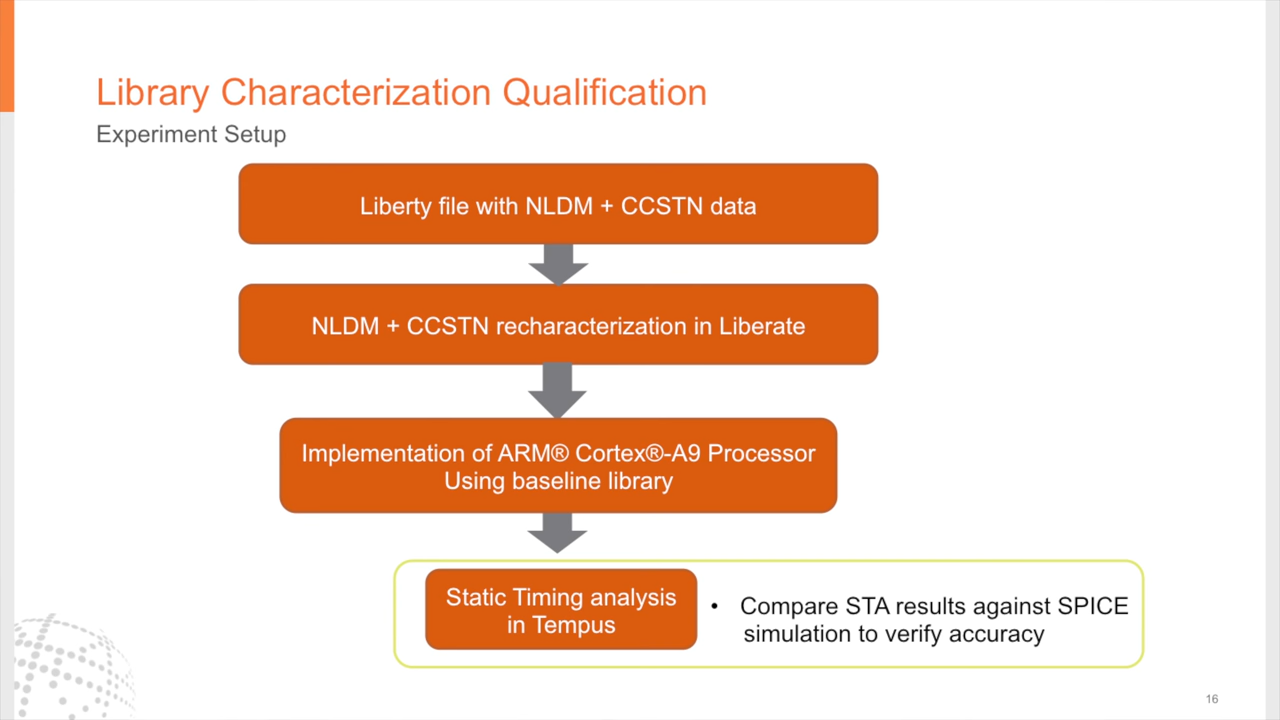 Library Characterization Qualification
Experiment Setup
Liberty file with NLDM + CCSTN data
NLDM + CCSTN recharacterization in Liberate
Implementation of ARM® Cortex®-A9 Processor
Using baseline library
Static Timing analysis
in Tempus
• Compare STA results against SPICE
simulation to verify accuracy
16